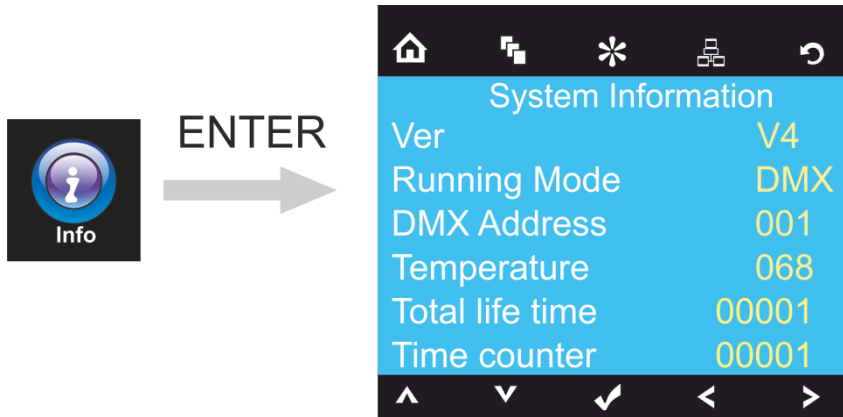 Info
ENTER
System Information
Ver V4
Running Mode DMX
DMX Address 001
Temperature 068
Total life time 00001
Time counter 00001